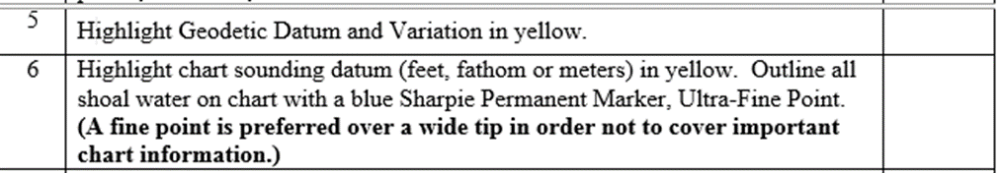 5 Highlight Geodetic Datum and Variation in yellow.
6 Highlight chart sounding datum (feet, fathom or meters) in yellow.  Outline all
shoal water on chart with a blue Sharpie Permanent Marker, Ultra-Fine Point.
(A fine point is preferred over a wide tip in order not to cover important
chart information.)